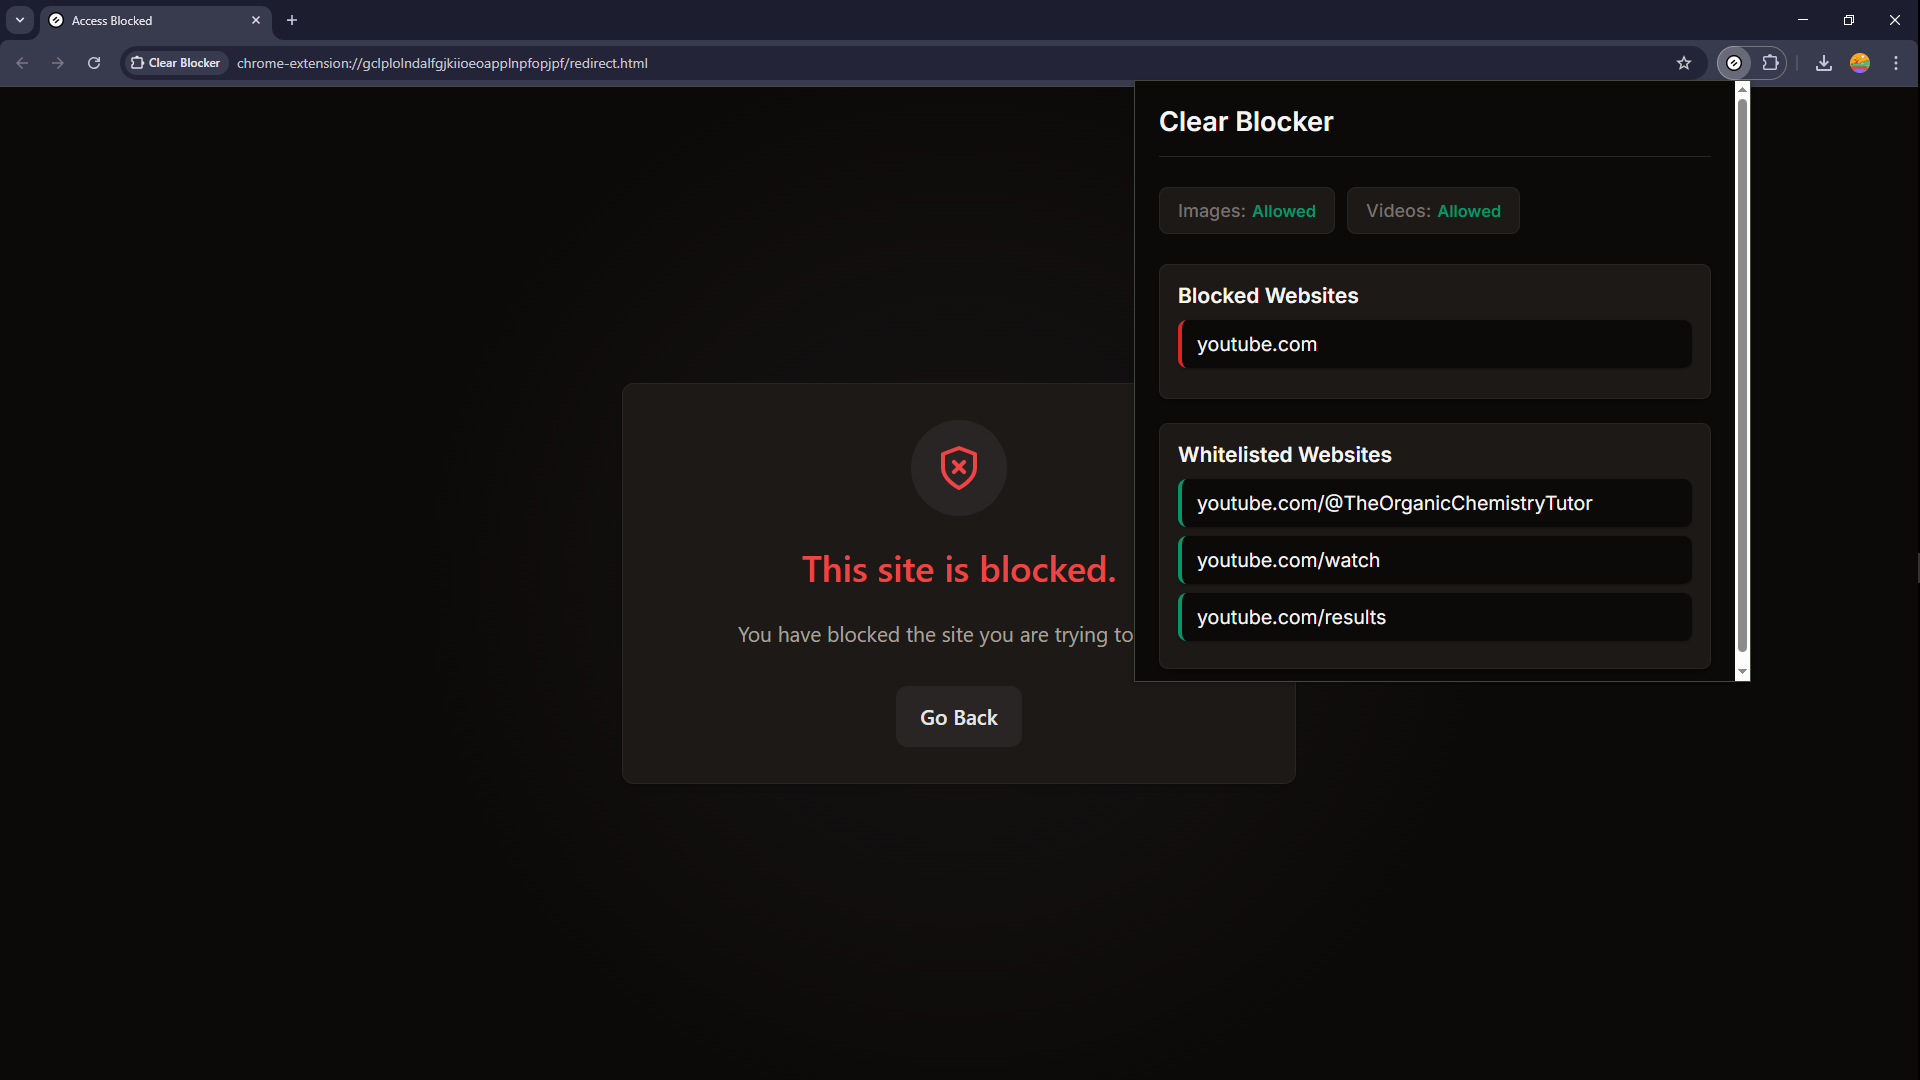 Access Blocked
Clear Blocker
chrome-extension://gclplolndalfgjkiioeoapplnpfopjpf/redirect.html
Clear Blocker
Images: Allowed
Videos: Allowed
Blocked Websites
youtube.com
Whitelisted Websites
youtube.com/@TheOrganicChemistryTutor
youtube.com/watch
youtube.com/results
This site is blocked.
You have blocked the site you are trying to
Go Back